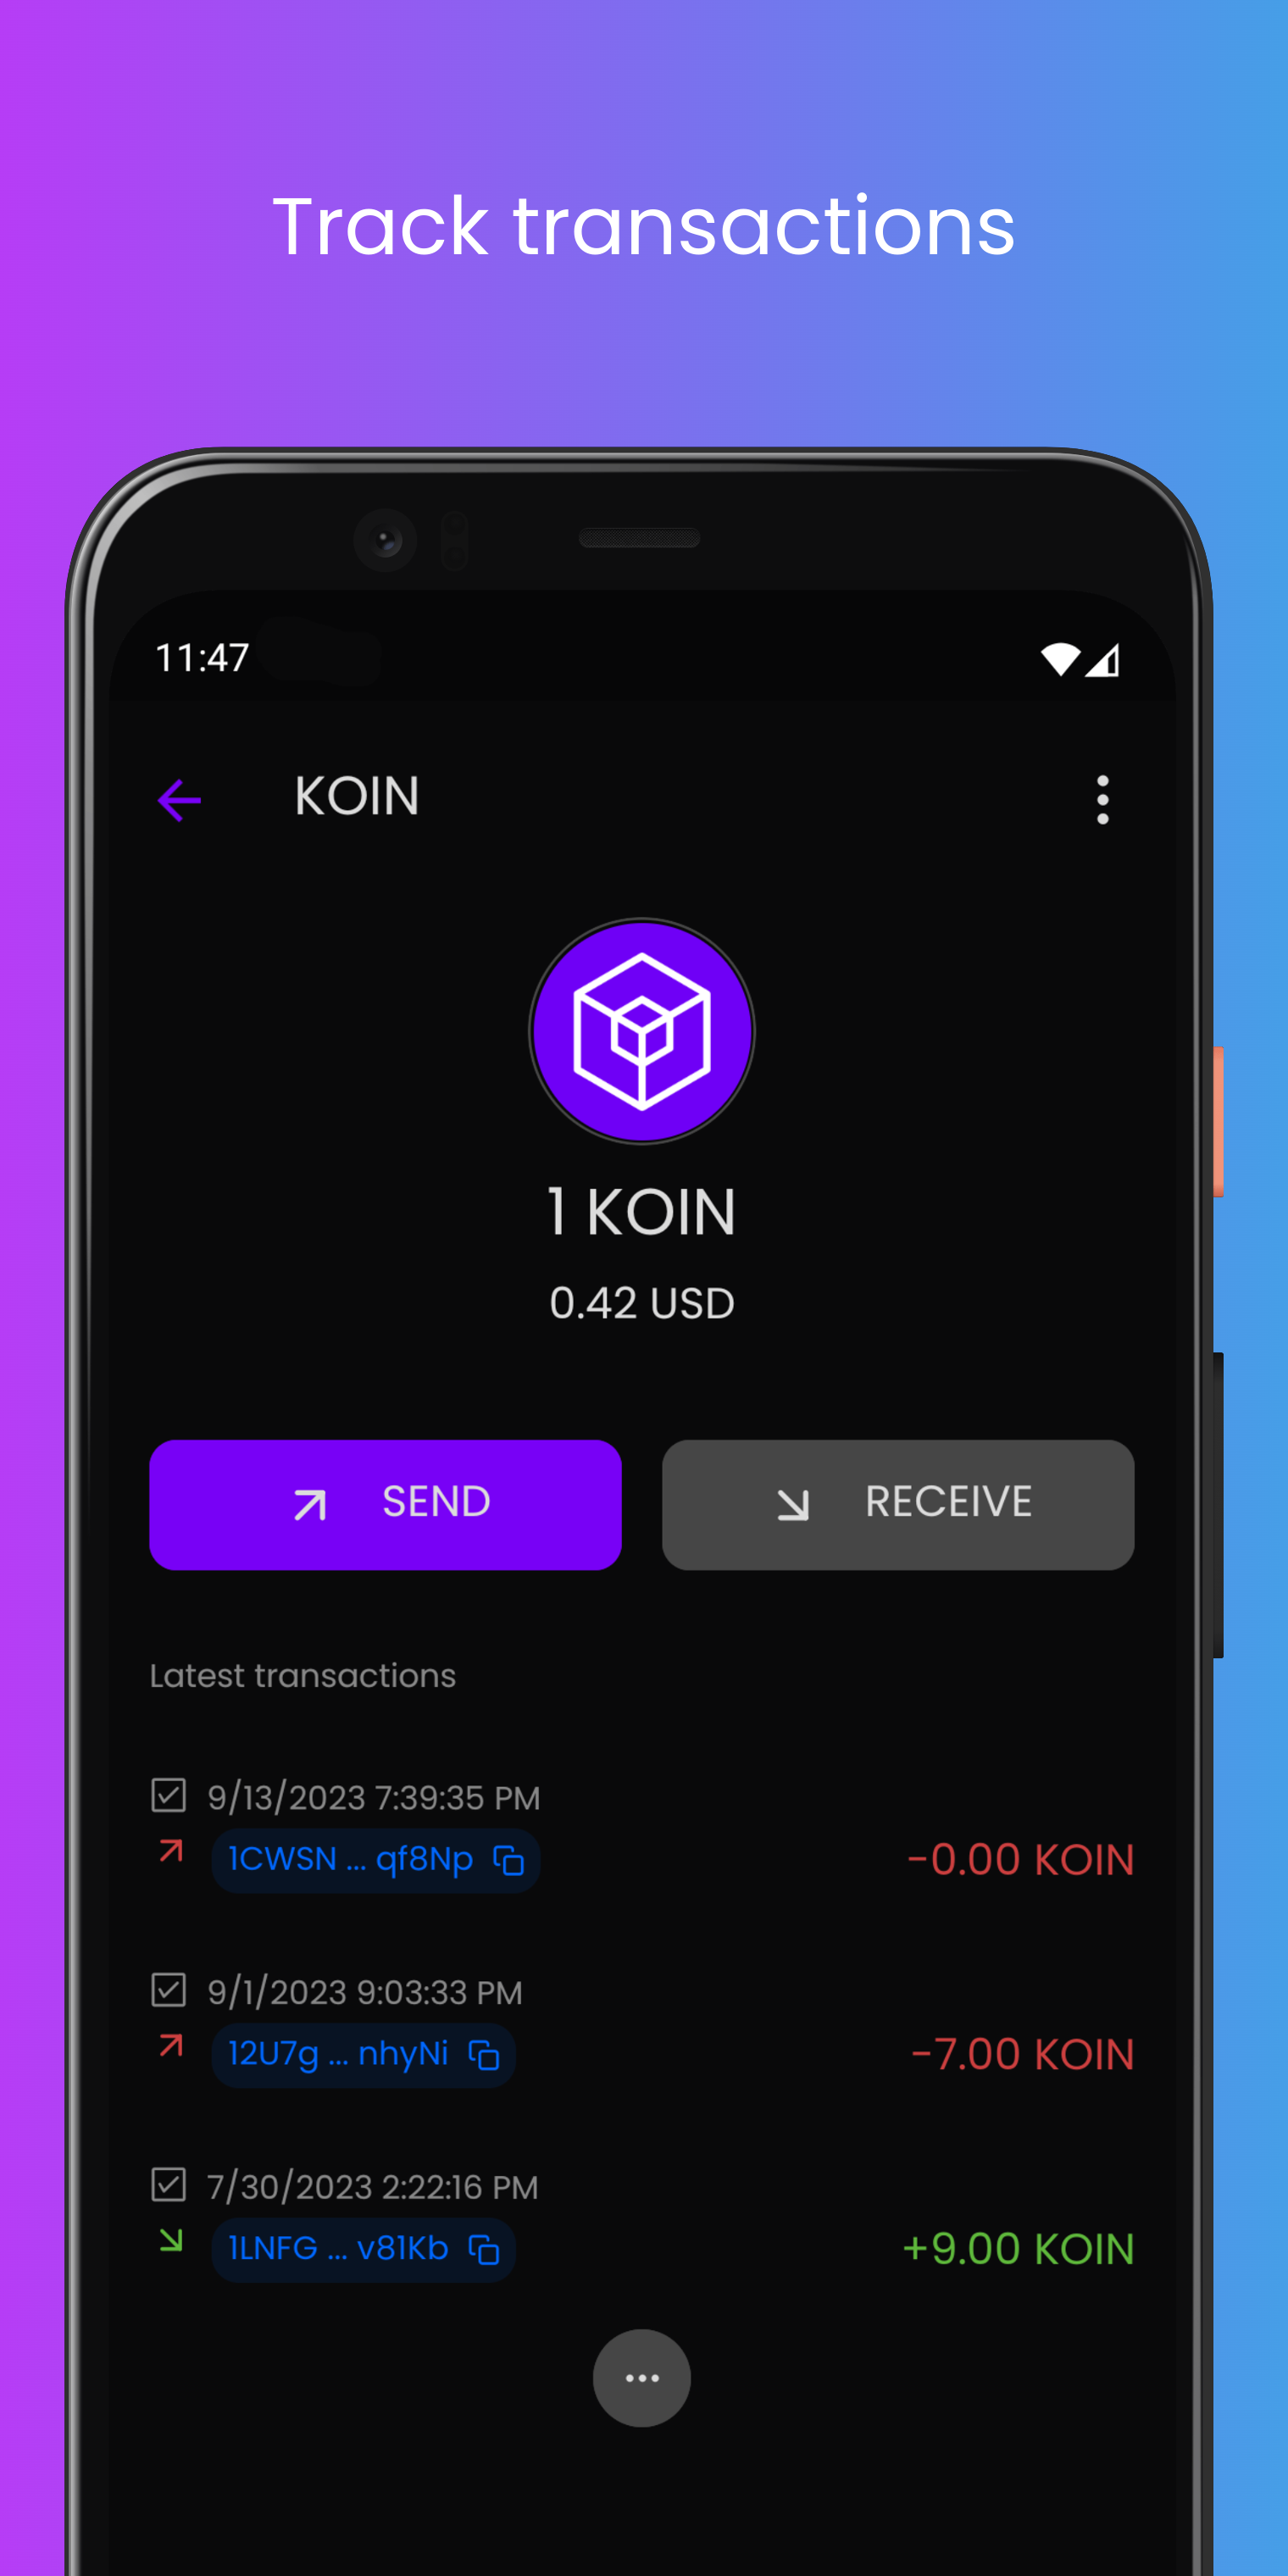 Track transactions
11:47
KOIN
1 KOIN
0.42 USD
SEND
RECEIVE
Latest transactions
9/13/2023 7:39:35 PM
1CWSN ... qf8Np
-0.00 KOIN
9/1/2023 9:03:33 PM
12U7g ... nhyNi
-7.00 KOIN
7/30/2023 2:22:16 PM
1LNFG ... v81Kb
+9.00 KOIN